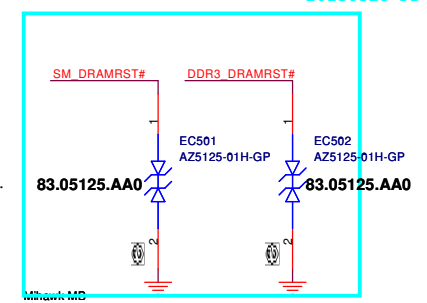 SM_DRAMRST#
DDR3_DRAMRST#
1
1
EC501
EC502
AZ5125-01H-GP
AZ5125-01H-GP
83.05125.AA0
83.05125.AA0
2
2
Mihawk MB